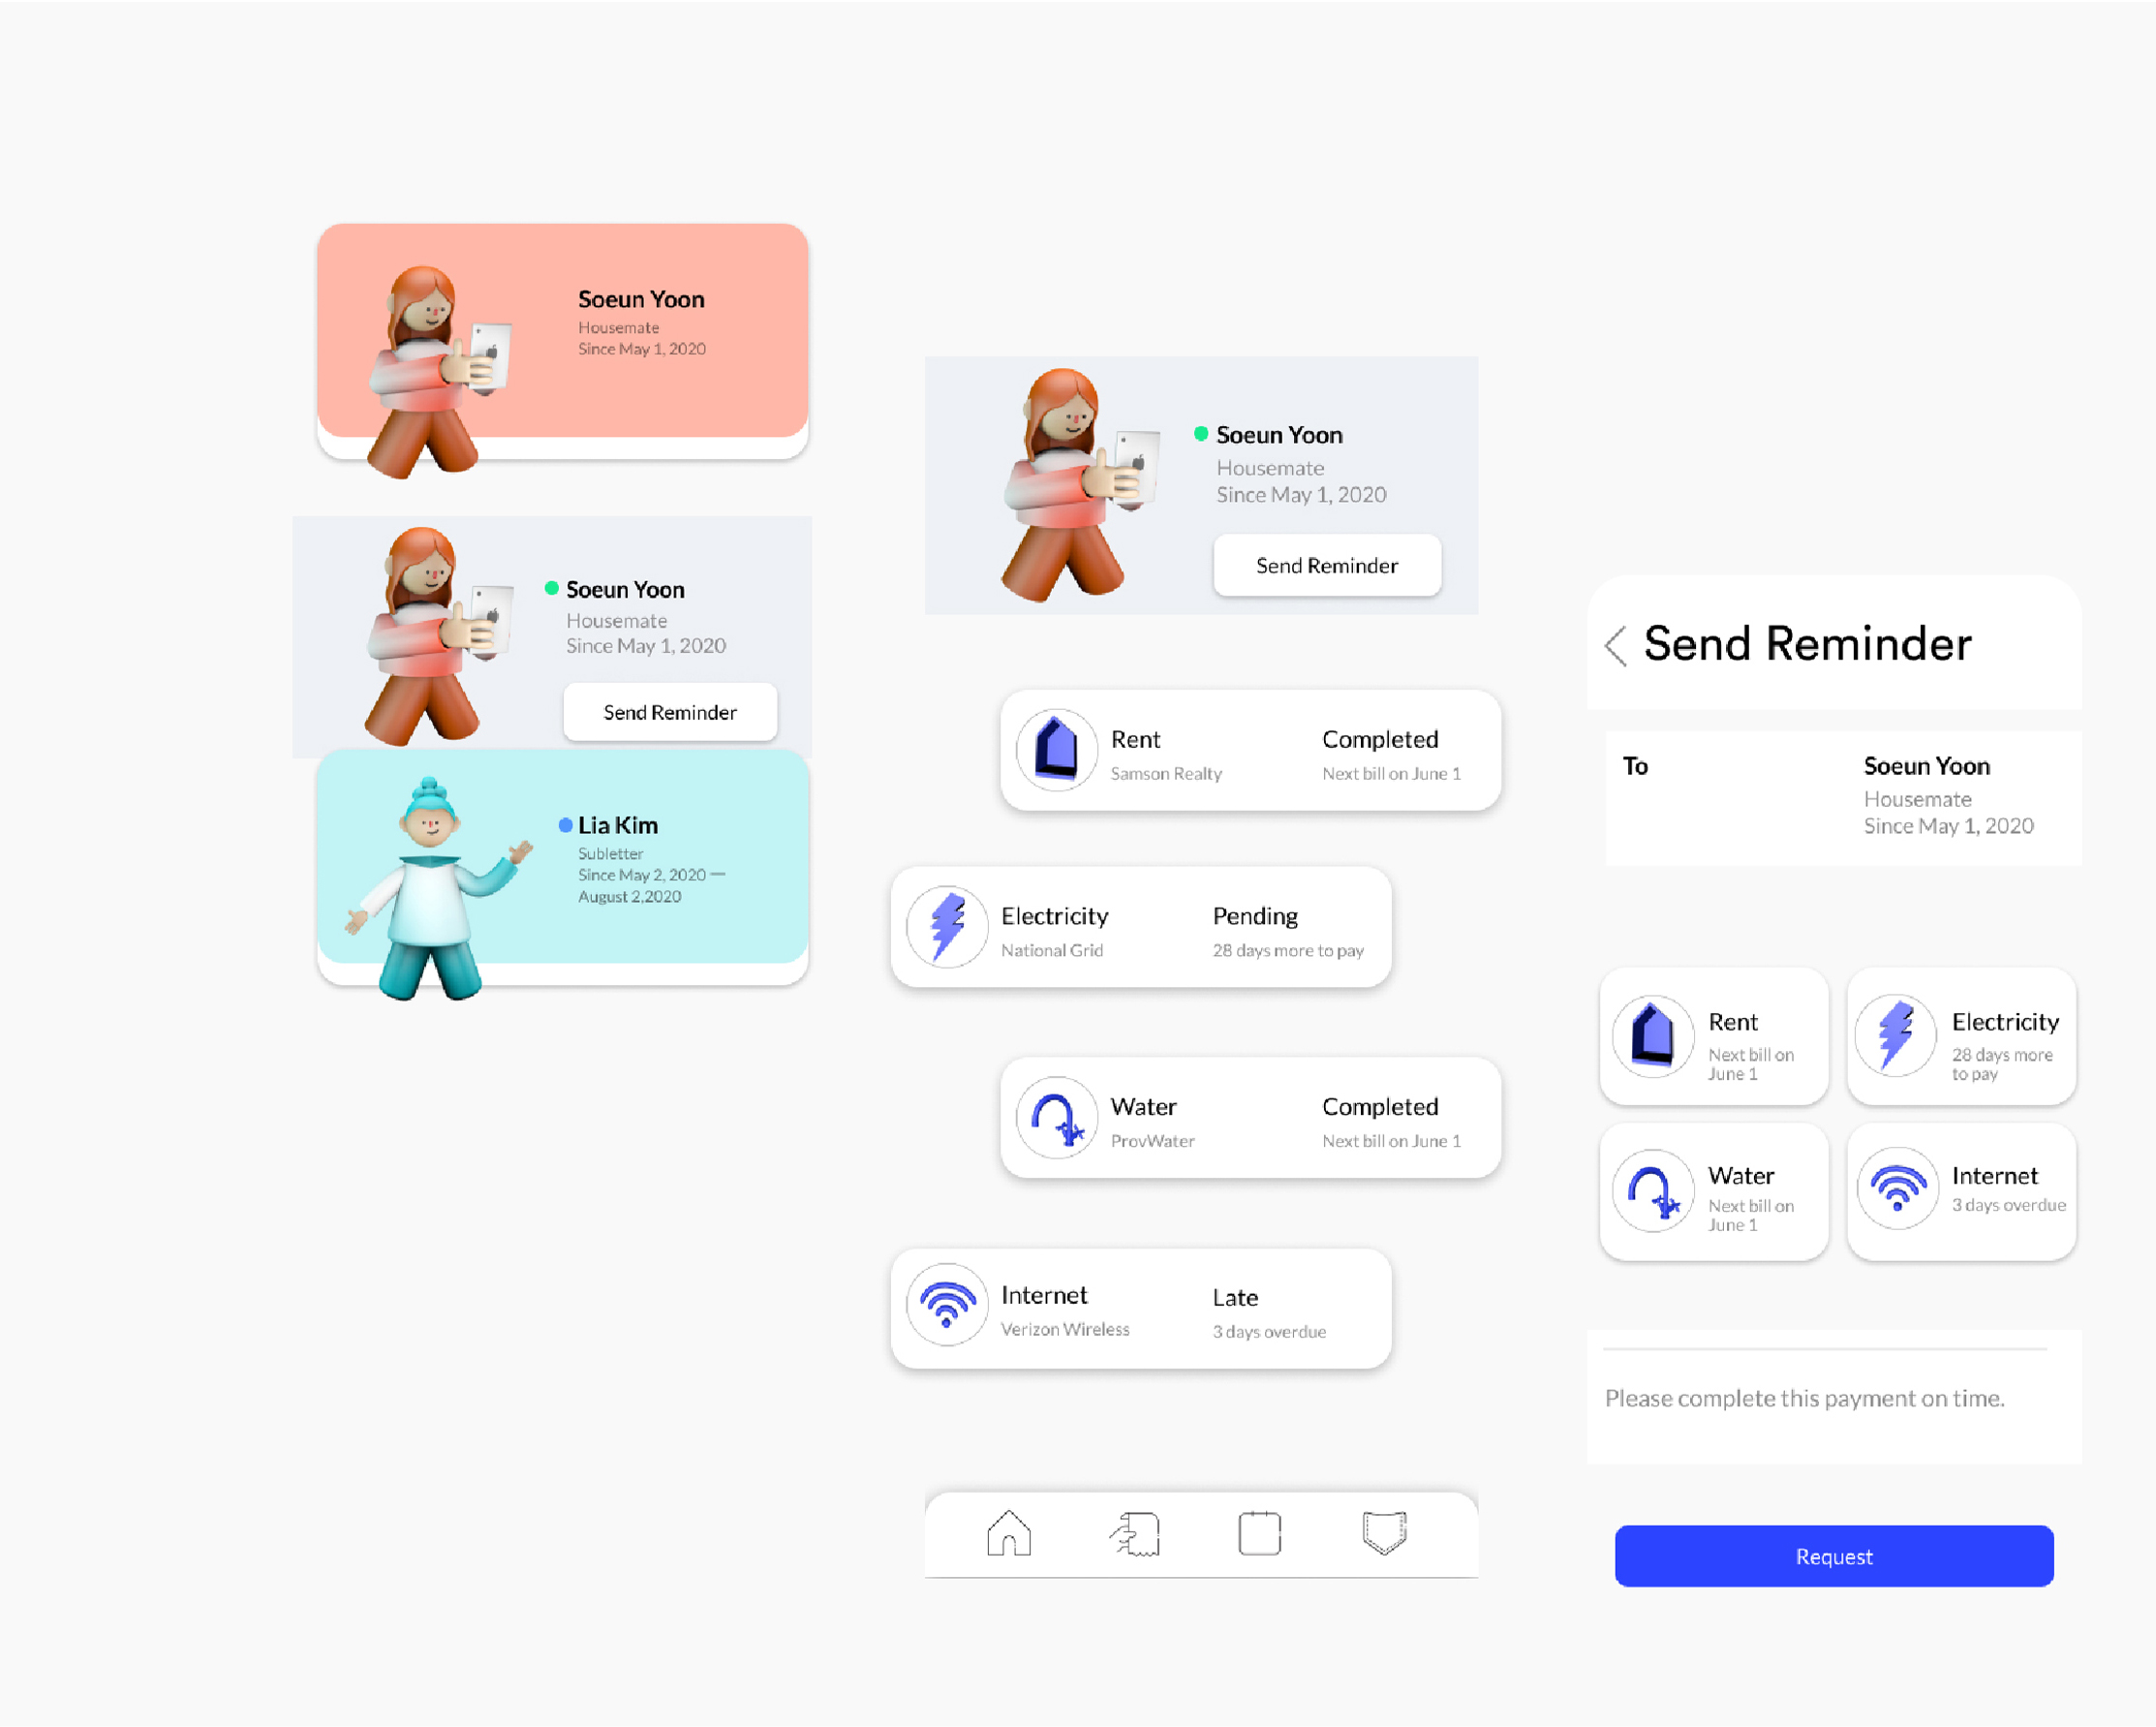 Soeun Yoon
Housemate
Since May 1, 2020
Soeun Yoon
Housemate
Since May 1, 2020
Send Reminder
Lia Kim
Subletter
Since May 2, 2020 —
August 2,2020
Soeun Yoon
Housemate
Since May 1, 2020
Send Reminder
Rent
Samson Realty
Completed
Next bill on June 1
Electricity
National Grid
Pending
28 days more to pay
Water
ProvWater
Completed
Next bill on June 1
Internet
Verizon Wireless
Late
3 days overdue
Send Reminder
To
Soeun Yoon
Housemate
Since May 1, 2020
Rent
Next bill on
June 1
Electricity
28 days more
to pay
Water
Next bill on
June 1
Internet
3 days overdue
Please complete this payment on time.
Request